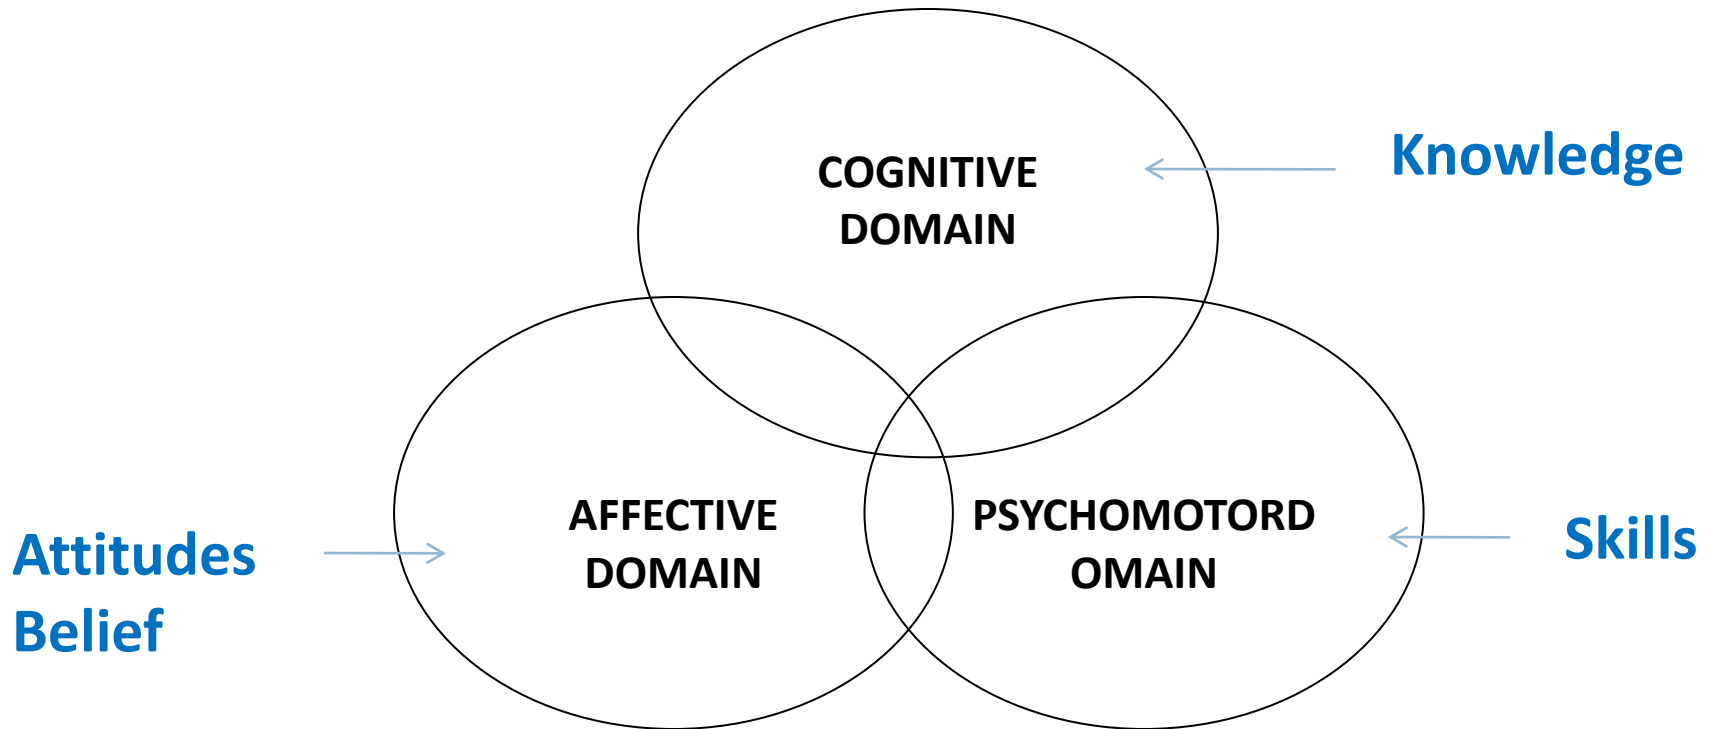 COGNITIVE
DOMAIN
Knowledge
AFFECTIVE
DOMAIN
PSYCHOMOTORD
OMAIN
Attitudes
Belief
Skills